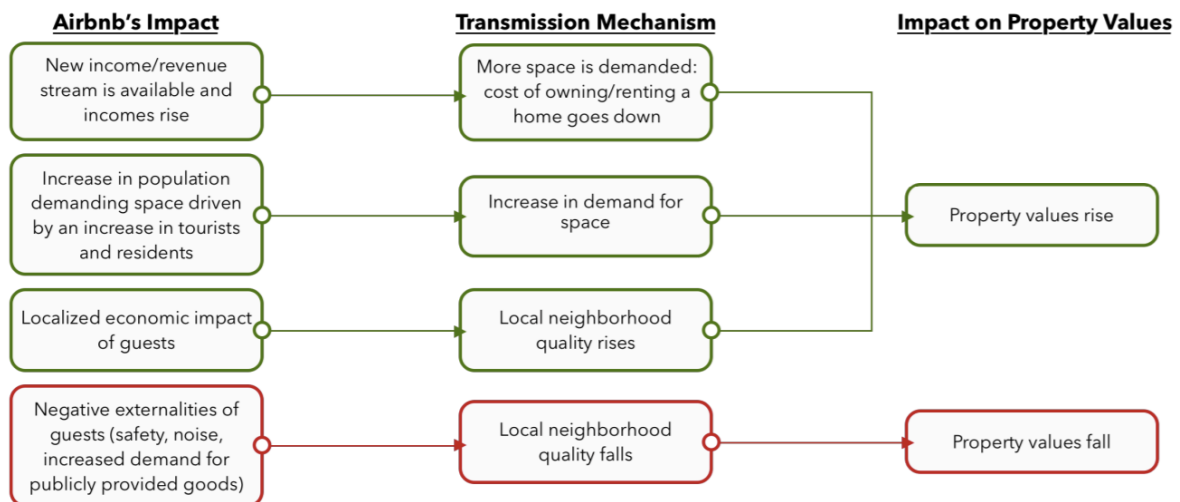 Airbnb's Impact
Transmission Mechanism
Impact on Property Values
New income/revenue
stream is available and
incomes rise
More space is demanded:
cost of owning/renting a
home goes down
Increase in population
demanding space driven
by an increase in tourists
and residents
Increase in demand for
space
Property values rise
Localized economic impact
of guests
Local neighborhood
quality rises
Negative externalities of
guests (safety, noise,
increased demand for
publicly provided goods)
Local neighborhood
quality falls
Property values fall